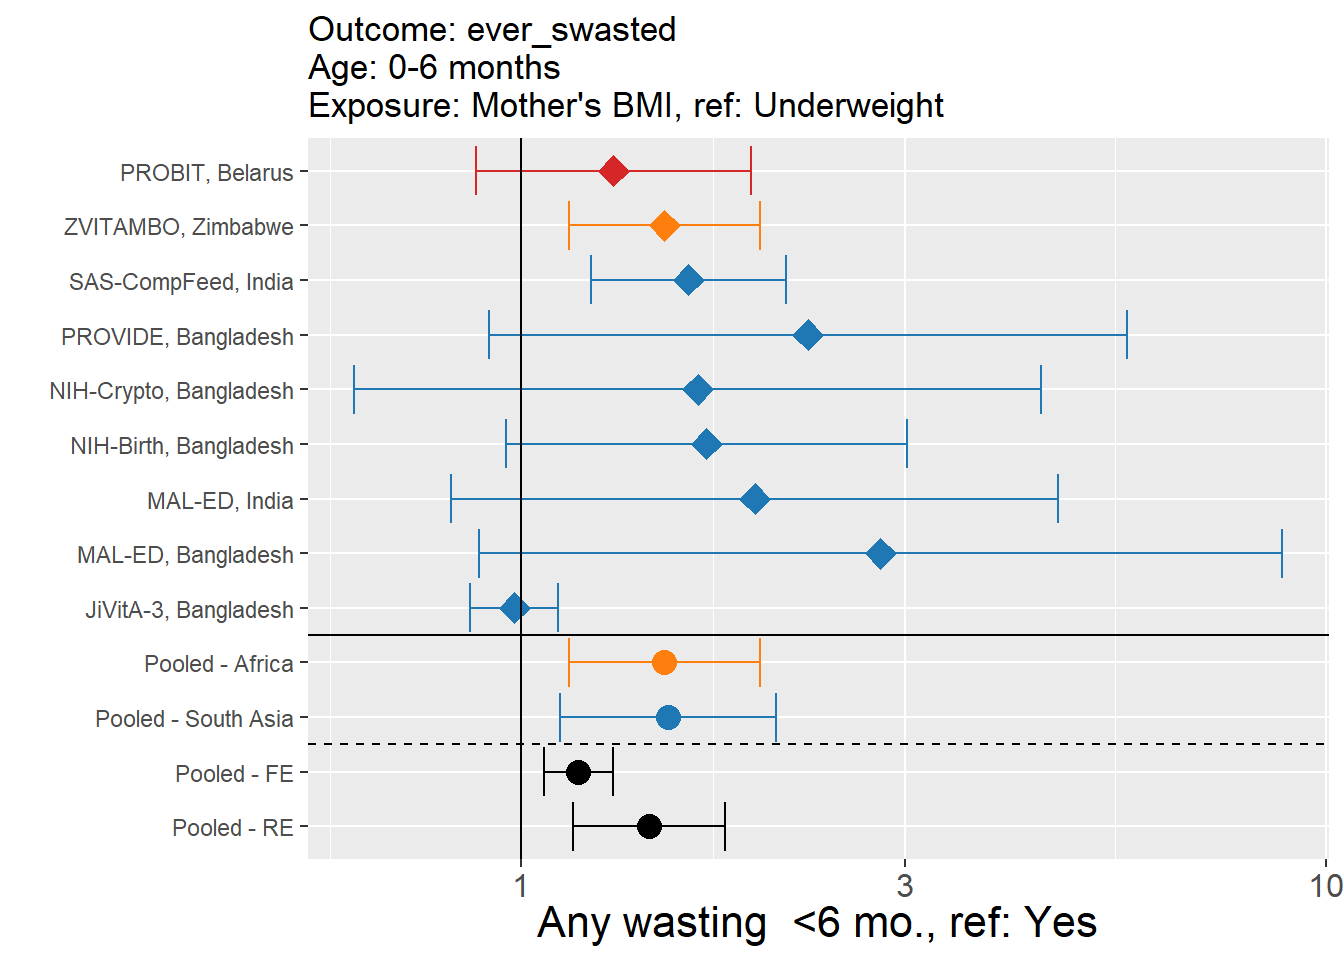 Outcome: ever_swasted
Age: 0-6 months
Exposure: Mother's BMI, ref: Underweight
PROBIT, Belarus
ZVITAMBO, Zimbabwe
SAS-CompFeed, India
PROVIDE, Bangladesh
NIH-Crypto, Bangladesh
NIH-Birth, Bangladesh
MAL-ED, India
MAL-ED, Bangladesh
JiVitA-3, Bangladesh
Pooled - Africa
Pooled - South Asia
Pooled - FE
Pooled - RE
1 3 10
Any wasting  <6 mo., ref: Yes